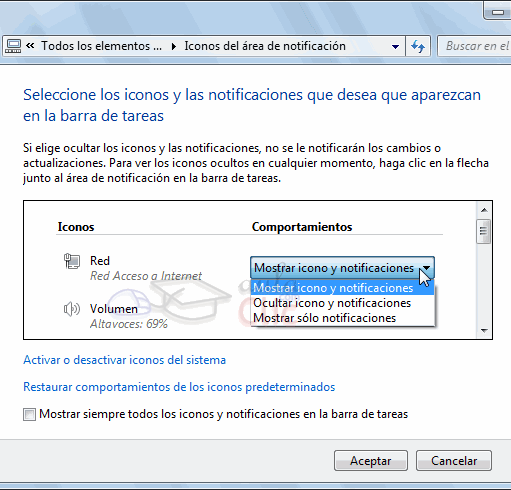 « Todos los elementos ... Iconos del área de notificación
Buscar en el
Seleccione los iconos y las notificaciones que desea que aparezcan
en la barra de tareas
Si elige ocultar los iconos y las notificaciones, no se le notificarán los cambios o
actualizaciones. Para ver los iconos ocultos en cualquier momento, haga clic en la flecha
junto al área de notificación en la barra de tareas.
Iconos Comportamientos
Red
Red Acceso a Internet
Mostrar icono y notificaciones
Mostrar icono y notificaciones
Ocultar icono y notificaciones
Mostrar sólo notificaciones
Volumen
Altavoces: 69%
Activar o desactivar iconos del sistema
Restaurar comportamientos de los iconos predeterminados
Mostrar siempre todos los iconos y notificaciones en la barra de tareas
Aceptar Cancelar